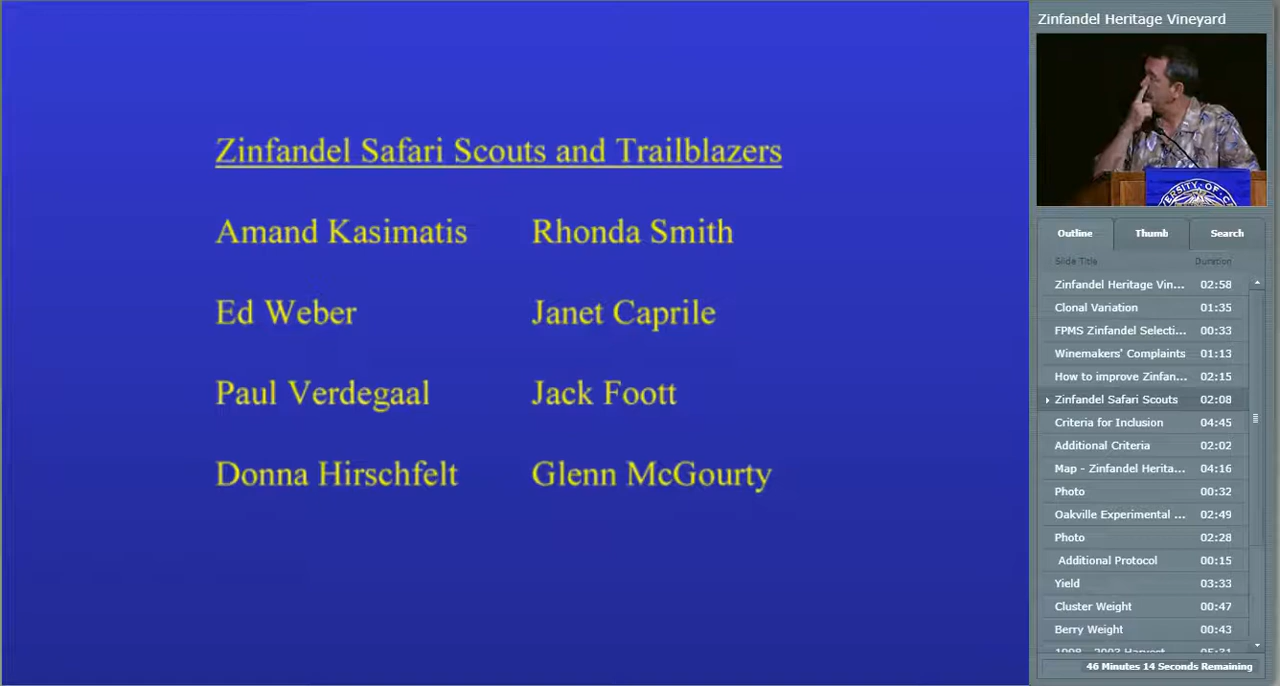 Zinfandel Heritage Vineyard
Zinfandel Safari Scouts and Trailblazers
Amand Kasimatis Rhonda Smith
Ed Weber Janet Caprile
Paul Verdegaal Jack Foott
Donna Hirschfelt Glenn McGourty
Outline Thumb Search
Slide Title Duration
Zinfandel Heritage Vin... 02:58
Clonal Variation 01:35
FPMS Zinfandel Selecti... 00:33
Winemakers' Complaints 01:13
How to improve Zinfan... 02:15
Zinfandel Safari Scouts 02:08
Criteria for Inclusion 04:45
Additional Criteria 02:02
Map - Zinfandel Herita... 04:16
Photo 00:32
Oakville Experimental ... 02:49
Photo 02:28
Additional Protocol 00:15
Yield 03:33
Cluster Weight 00:47
Berry Weight 00:43
1998 - 2003 Harvest 05:31
46 Minutes 14 Seconds Remaining